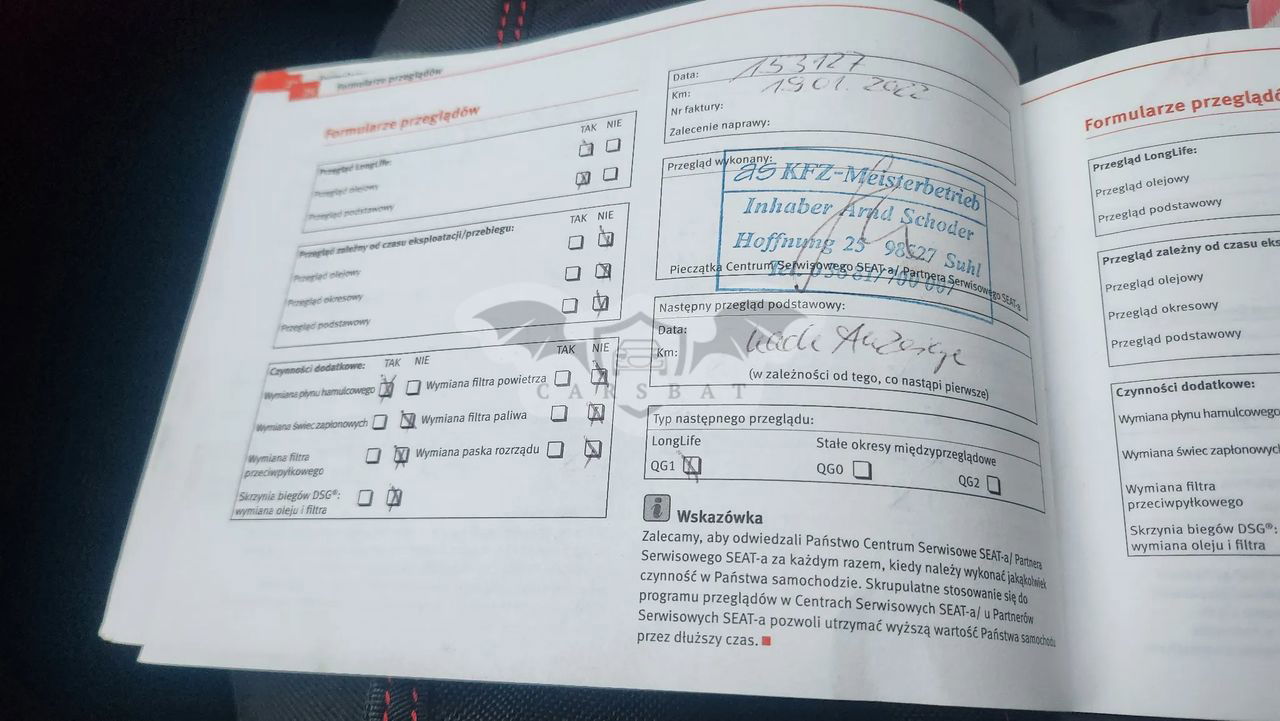 Formularze przeglądów
Formularze przeglądów
TAK NIE
Przegląd LongLife:
Przegląd olejowy
Przegląd podstawowy
TAK NIE
Przegląd zależny od czasu eksploatacji/przebiegu:
Przegląd olejowy
Przegląd okresowy
Przegląd podstawowy
Czynności dodatkowe: TAK NIE TAK NIE
Wymiana płynu hamulcowego Wymiana filtra powietrza
Wymiana świec zapłonowych Wymiana filtra paliwa
Wymiana filtra
przeciwpyłkowego Wymiana paska rozrządu
Skrzynia biegów DSG®:
wymiana oleju i filtra
Data: 153127
Km: 19 01. 2022
Nr faktury:
Zalecenie naprawy:
Przegląd wykonany:
as KFZ-Meisterbetrieb
Inhaber Arnd Schoder
Hoffnung 25 98527 Suhl
Pieczątka Centrum Serwisowego SEAT-a/ Partnera Serwisowego SEAT-a
Następny przegląd podstawowy:
Data:
Km: nach Anzeige
(w zależności od tego, co nastąpi pierwsze)
CARSBAT
Typ następnego przeglądu:
LongLife Stałe okresy międzyprzeglądowe
QG1 QG0 QG2
i Wskazówka
Zalecamy, aby odwiedzali Państwo Centrum Serwisowe SEAT-a/ Partnera
Serwisowego SEAT-a za każdym razem, kiedy należy wykonać jakąkolwiek
czynność w Państwa samochodzie. Skrupulatne stosowanie się do
programu przeglądów w Centrach Serwisowych SEAT-a/ u Partnerów
Serwisowych SEAT-a pozwoli utrzymać wyższą wartość Państwa samochodu
przez dłuższy czas.
Formularze przeglądó
Przegląd LongLife:
Przegląd olejowy
Przegląd podstawowy
Przegląd zależny od czasu eks
Przegląd olejowy
Przegląd okresowy
Przegląd podstawowy
Czynności dodatkowe:
Wymiana płynu hamulcowego
Wymiana świec zapłonowyc
Wymiana filtra
przeciwpyłkowego
Skrzynia biegów DSG®:
wymiana oleju i filtra